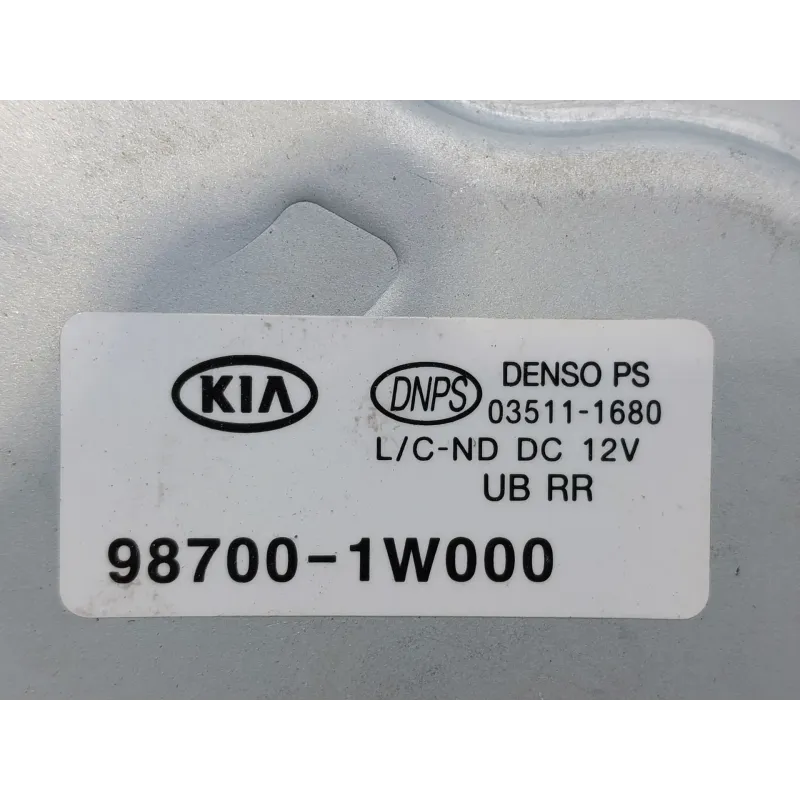 KIA DNPS DENSO PS
03511-1680
L/C-ND DC 12V
UB RR
98700-1W000